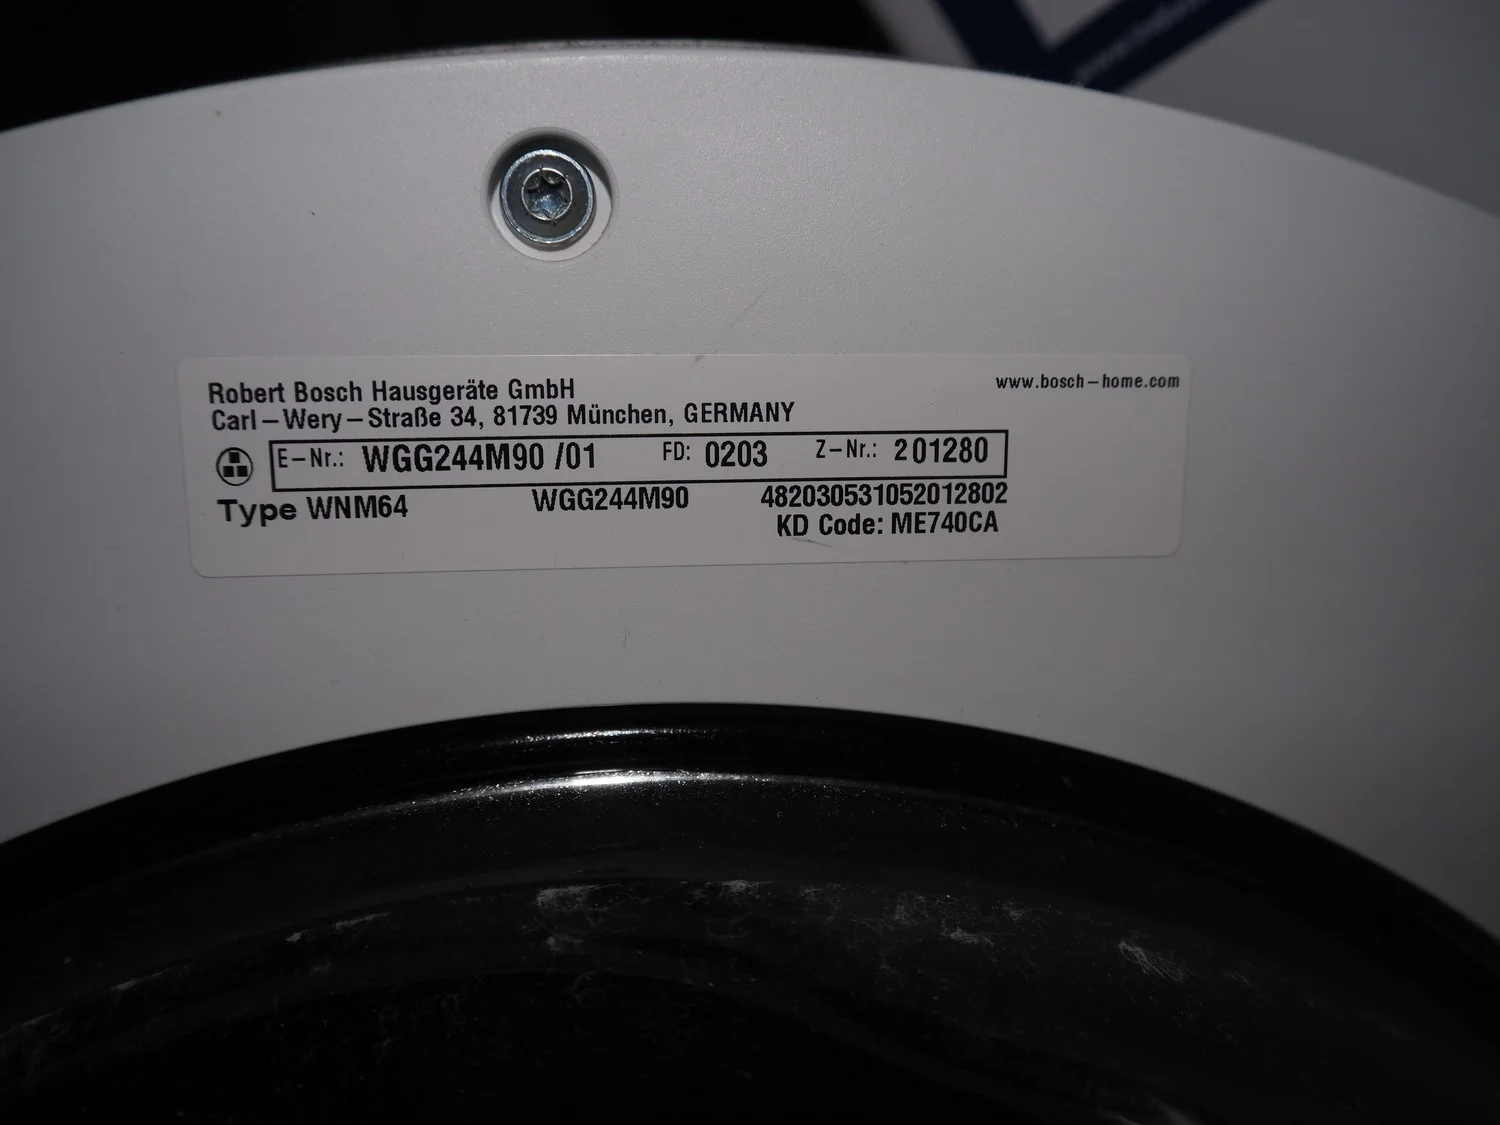 Robert Bosch Hausgeräte GmbH
www.bosch-home.com
Carl-Wery-Straße 34, 81739 München, GERMANY
E-Nr.: WGG244M90 /01 FD: 0203 Z-Nr.: 201280
Type WNM64 WGG244M90 482030531052012802
KD Code: ME740CA